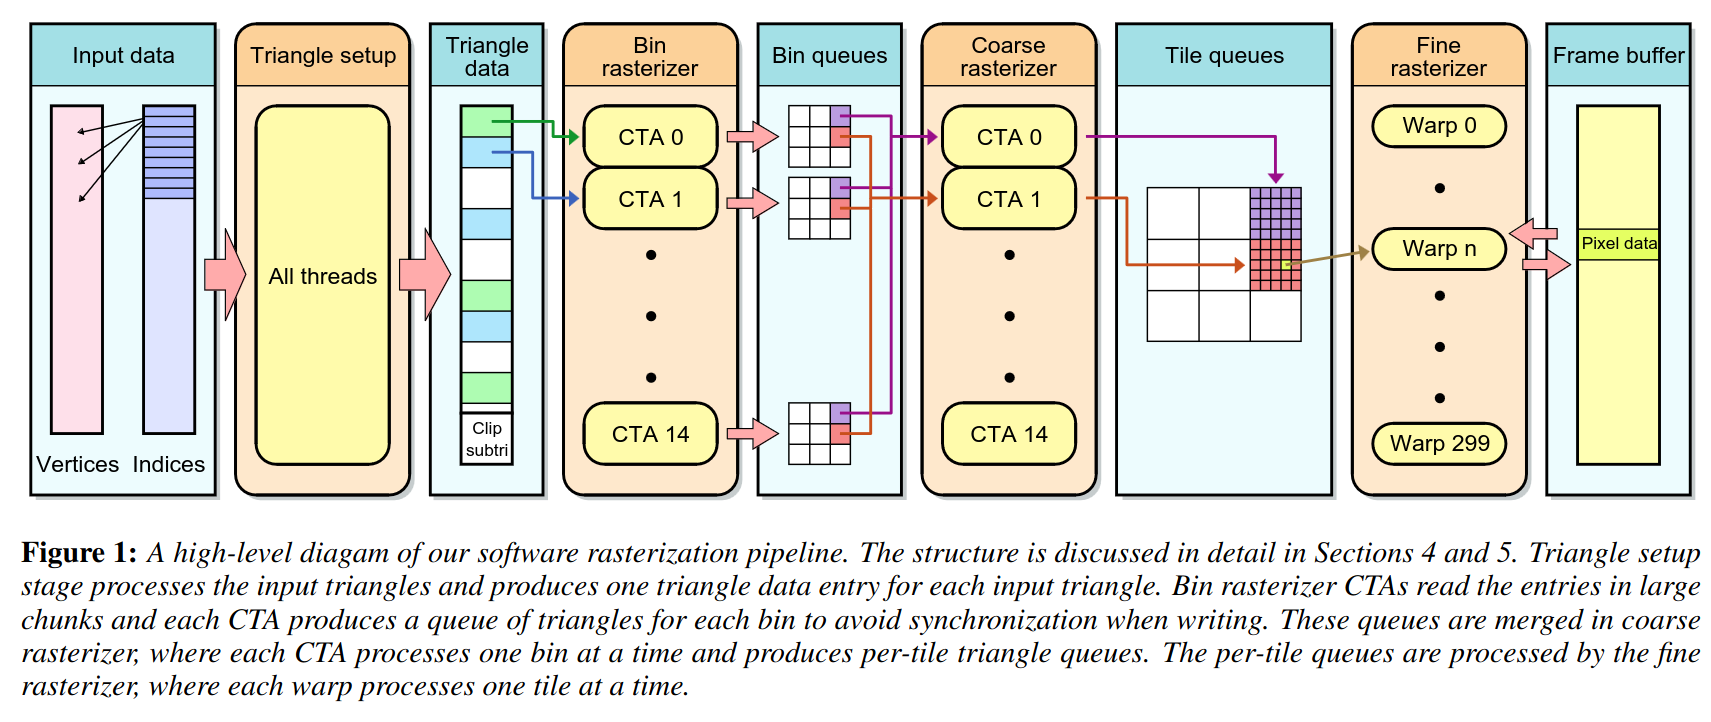 Input data
Vertices
Indices
Triangle setup
All threads
Triangle
data
Clip
subtri
Bin
rasterizer
CTA 0
CTA 1
CTA 14
Bin queues
Coarse
rasterizer
CTA 0
CTA 1
CTA 14
Tile queues
Fine
rasterizer
Warp 0
Warp n
Warp 299
Frame buffer
Pixel data
Figure 1: A high-level diagam of our software rasterization pipeline. The structure is discussed in detail in Sections 4 and 5. Triangle setup
stage processes the input triangles and produces one triangle data entry for each input triangle. Bin rasterizer CTAs read the entries in large
chunks and each CTA produces a queue of triangles for each bin to avoid synchronization when writing. These queues are merged in coarse
rasterizer, where each CTA processes one bin at a time and produces per-tile triangle queues. The per-tile queues are processed by the fine
rasterizer, where each warp processes one tile at a time.